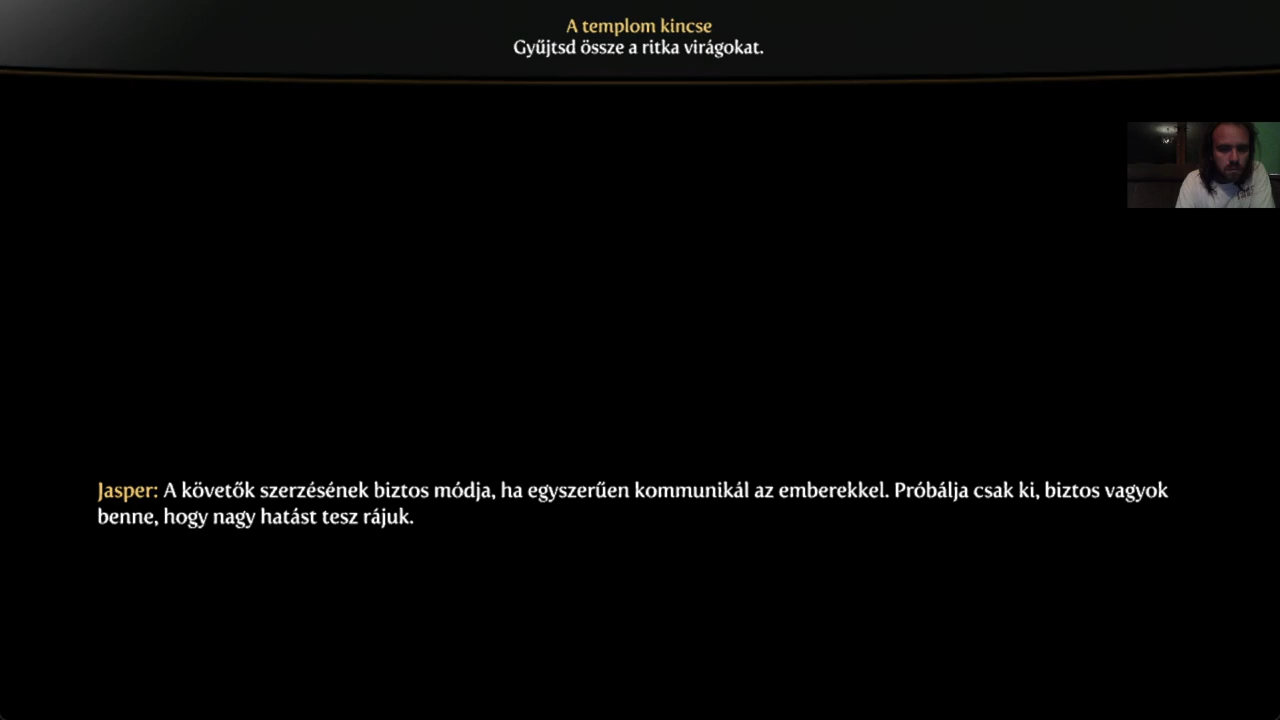 A templom kincse
Gyűjtsd össze a ritka virágokat.
Jasper: A követők szerzésének biztos módja, ha egyszerűen kommunikál az emberekkel. Próbálja csak ki, biztos vagyok
benne, hogy nagy hatást tesz rájuk.